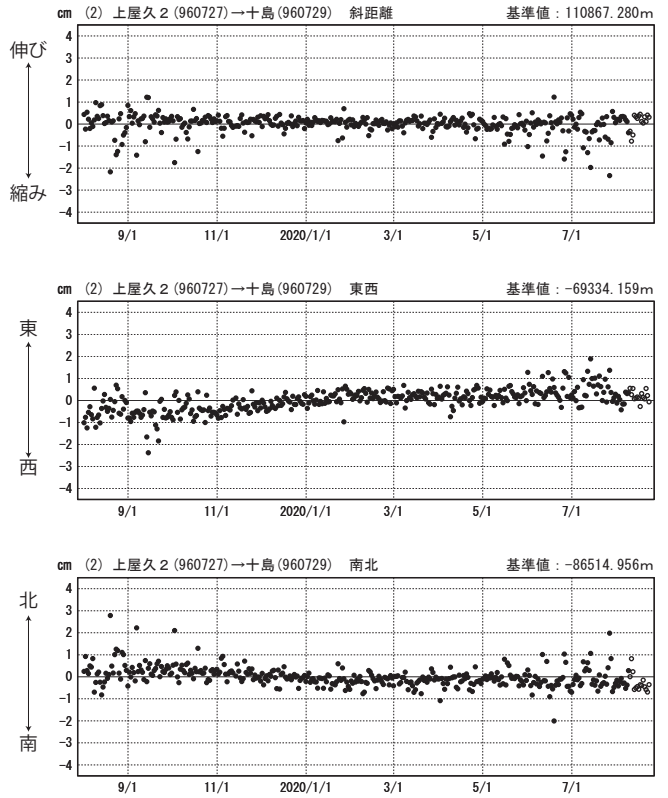 cm (2) 上屋久２(960727)→十島(960729) 斜距離 基準値：110867.280m
伸び
縮み
4
3
2
1
0
-1
-2
-3
-4
9/1 11/1 2020/1/1 3/1 5/1 7/1
cm (2) 上屋久２(960727)→十島(960729) 東西 基準値：-69334.159m
東
西
4
3
2
1
0
-1
-2
-3
-4
9/1 11/1 2020/1/1 3/1 5/1 7/1
cm (2) 上屋久２(960727)→十島(960729) 南北 基準値：-86514.956m
北
南
4
3
2
1
0
-1
-2
-3
-4
9/1 11/1 2020/1/1 3/1 5/1 7/1